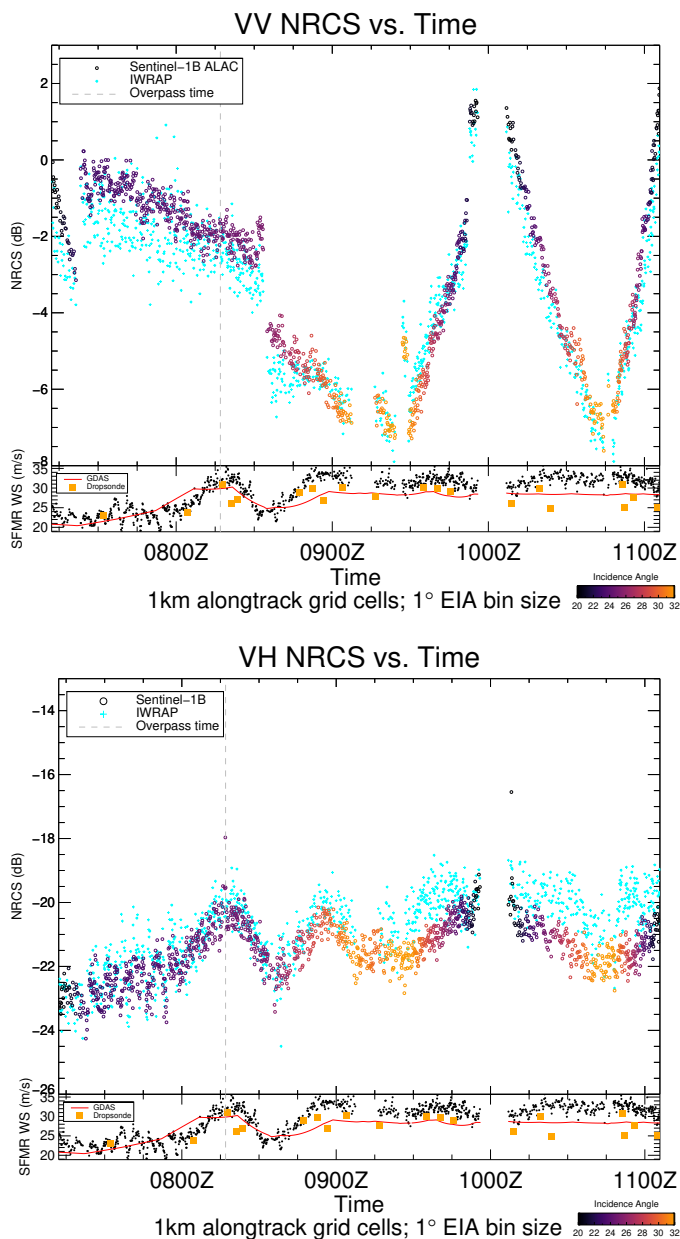 VV NRCS vs. Time
Sentinel-1B ALAC
IWRAP
Overpass time
2
0
−2
−4
−6
8
NRCS (dB)
35
30
25
20
SFMR WS (m/s)
GDAS
Dropsonde
0800Z 0900Z 1000Z 1100Z
Time
1km alongtrack grid cells; 1° EIA bin size
Incidence Angle
20 22 24 26 28 30 32
VH NRCS vs. Time
Sentinel-1B
IWRAP
Overpass time
−14
−16
−18
−20
−22
−24
−26
NRCS (dB)
35
30
25
20
SFMR WS (m/s)
GDAS
Dropsonde
0800Z 0900Z 1000Z 1100Z
Time
1km alongtrack grid cells; 1° EIA bin size
Incidence Angle
20 22 24 26 28 30 32